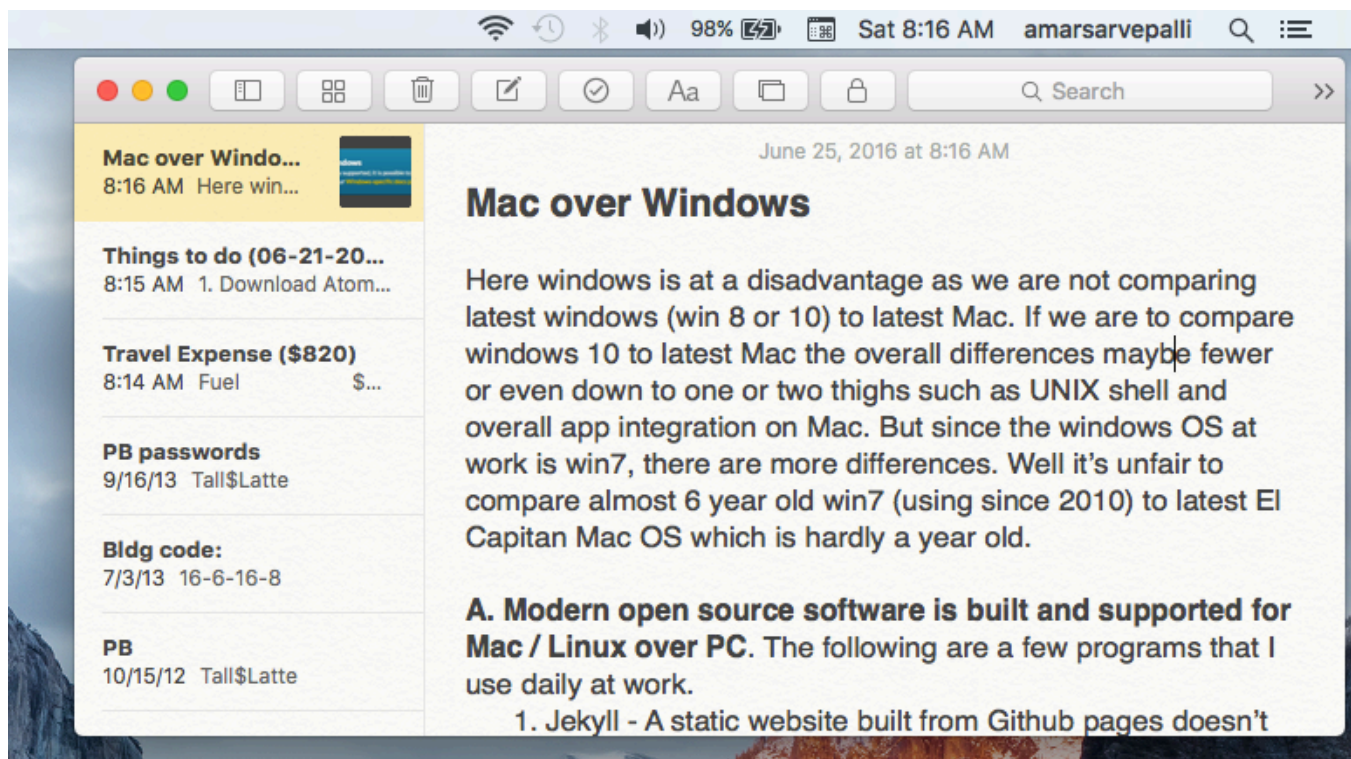 98% Sat 8:16 AM amarsarvepalli
Aa Search
Mac over Windo...
8:16 AM Here win...
Things to do (06-21-20...
8:15 AM 1. Download Atom...
Travel Expense ($820)
8:14 AM Fuel $...
PB passwords
9/16/13 Tall$Latte
Bldg code:
7/3/13 16-6-16-8
PB
10/15/12 Tall$Latte
June 25, 2016 at 8:16 AM
Mac over Windows
Here windows is at a disadvantage as we are not comparing
latest windows (win 8 or 10) to latest Mac. If we are to compare
windows 10 to latest Mac the overall differences maybe fewer
or even down to one or two thighs such as UNIX shell and
overall app integration on Mac. But since the windows OS at
work is win7, there are more differences. Well it’s unfair to
compare almost 6 year old win7 (using since 2010) to latest El
Capitan Mac OS which is hardly a year old.
A. Modern open source software is built and supported for
Mac / Linux over PC. The following are a few programs that I
use daily at work.
1. Jekyll - A static website built from Github pages doesn’t